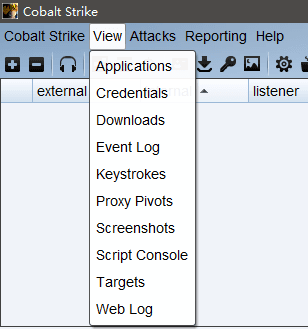 Cobalt Strike
Cobalt Strike View Attacks Reporting Help
Applications
Credentials
external listener
Downloads
Event Log
Keystrokes
Proxy Pivots
Screenshots
Script Console
Targets
Web Log